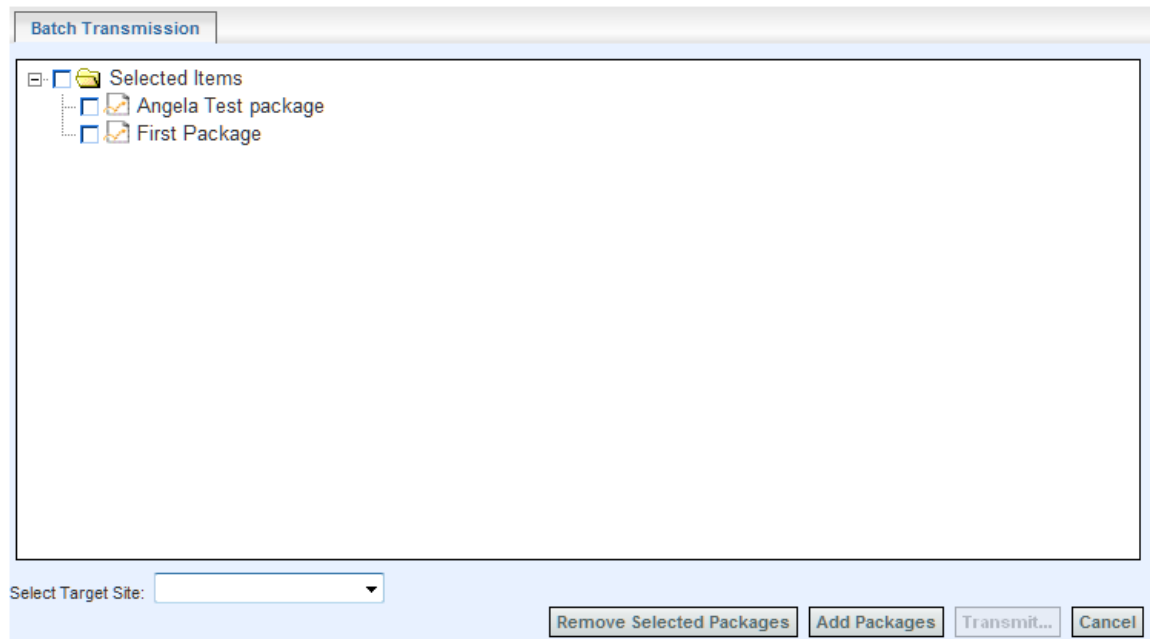 Batch Transmission
Selected Items
Angela Test package
First Package
Select Target Site:
Remove Selected Packages Add Packages Transmit... Cancel